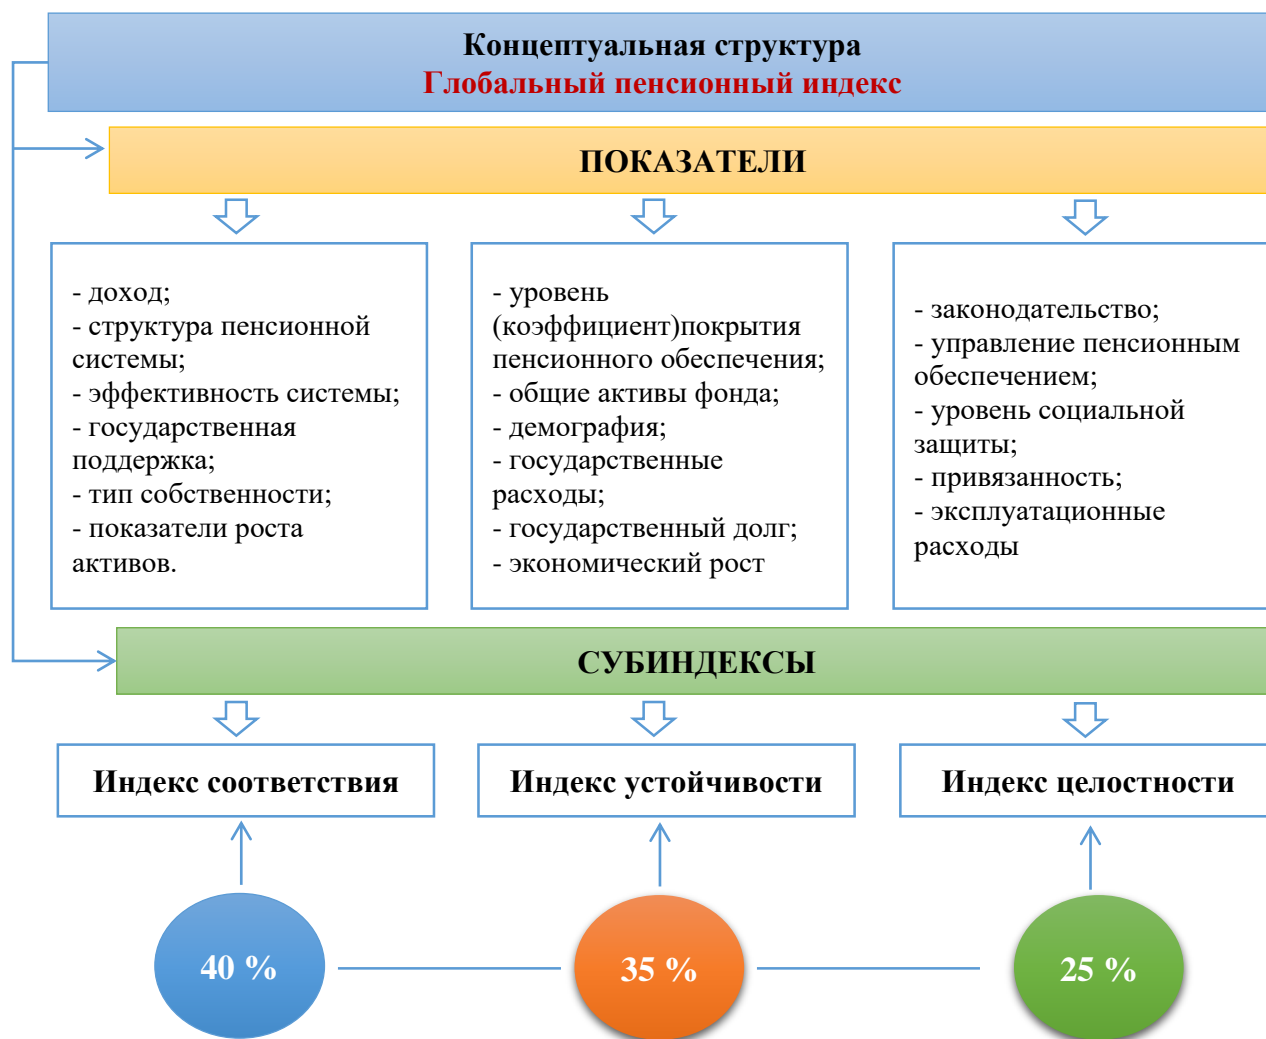 Концептуальная структура
Глобальный пенсионный индекс
ПОКАЗАТЕЛИ
- доход;
- структура пенсионной
системы;
- эффективность системы;
- государственная
поддержка;
- тип собственности;
- показатели роста
активов.
- уровень
(коэффициент)покрытия
пенсионного обеспечения;
- общие активы фонда;
- демография;
- государственные
расходы;
- государственный долг;
- экономический рост
- законодательство;
- управление пенсионным
обеспечением;
- уровень социальной
защиты;
- привязанность;
- эксплуатационные
расходы
СУБИНДЕКСЫ
Индекс соответствия
Индекс устойчивости
Индекс целостности
40 %
35 %
25 %